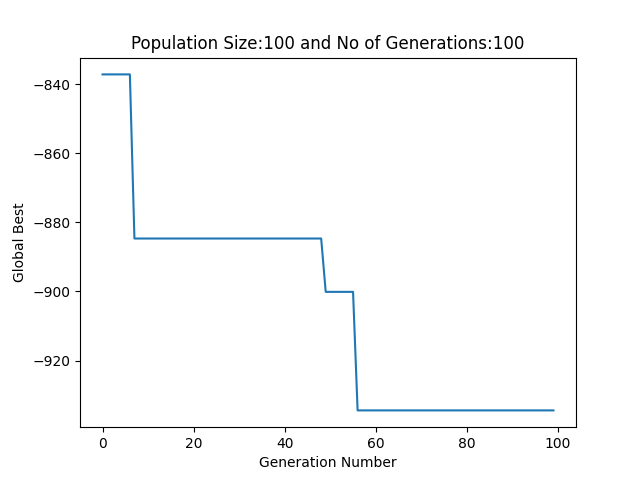 Population Size:100 and No of Generations:100
−840
−860
−880
−900
−920
Global Best
0 20 40 60 80 100
Generation Number